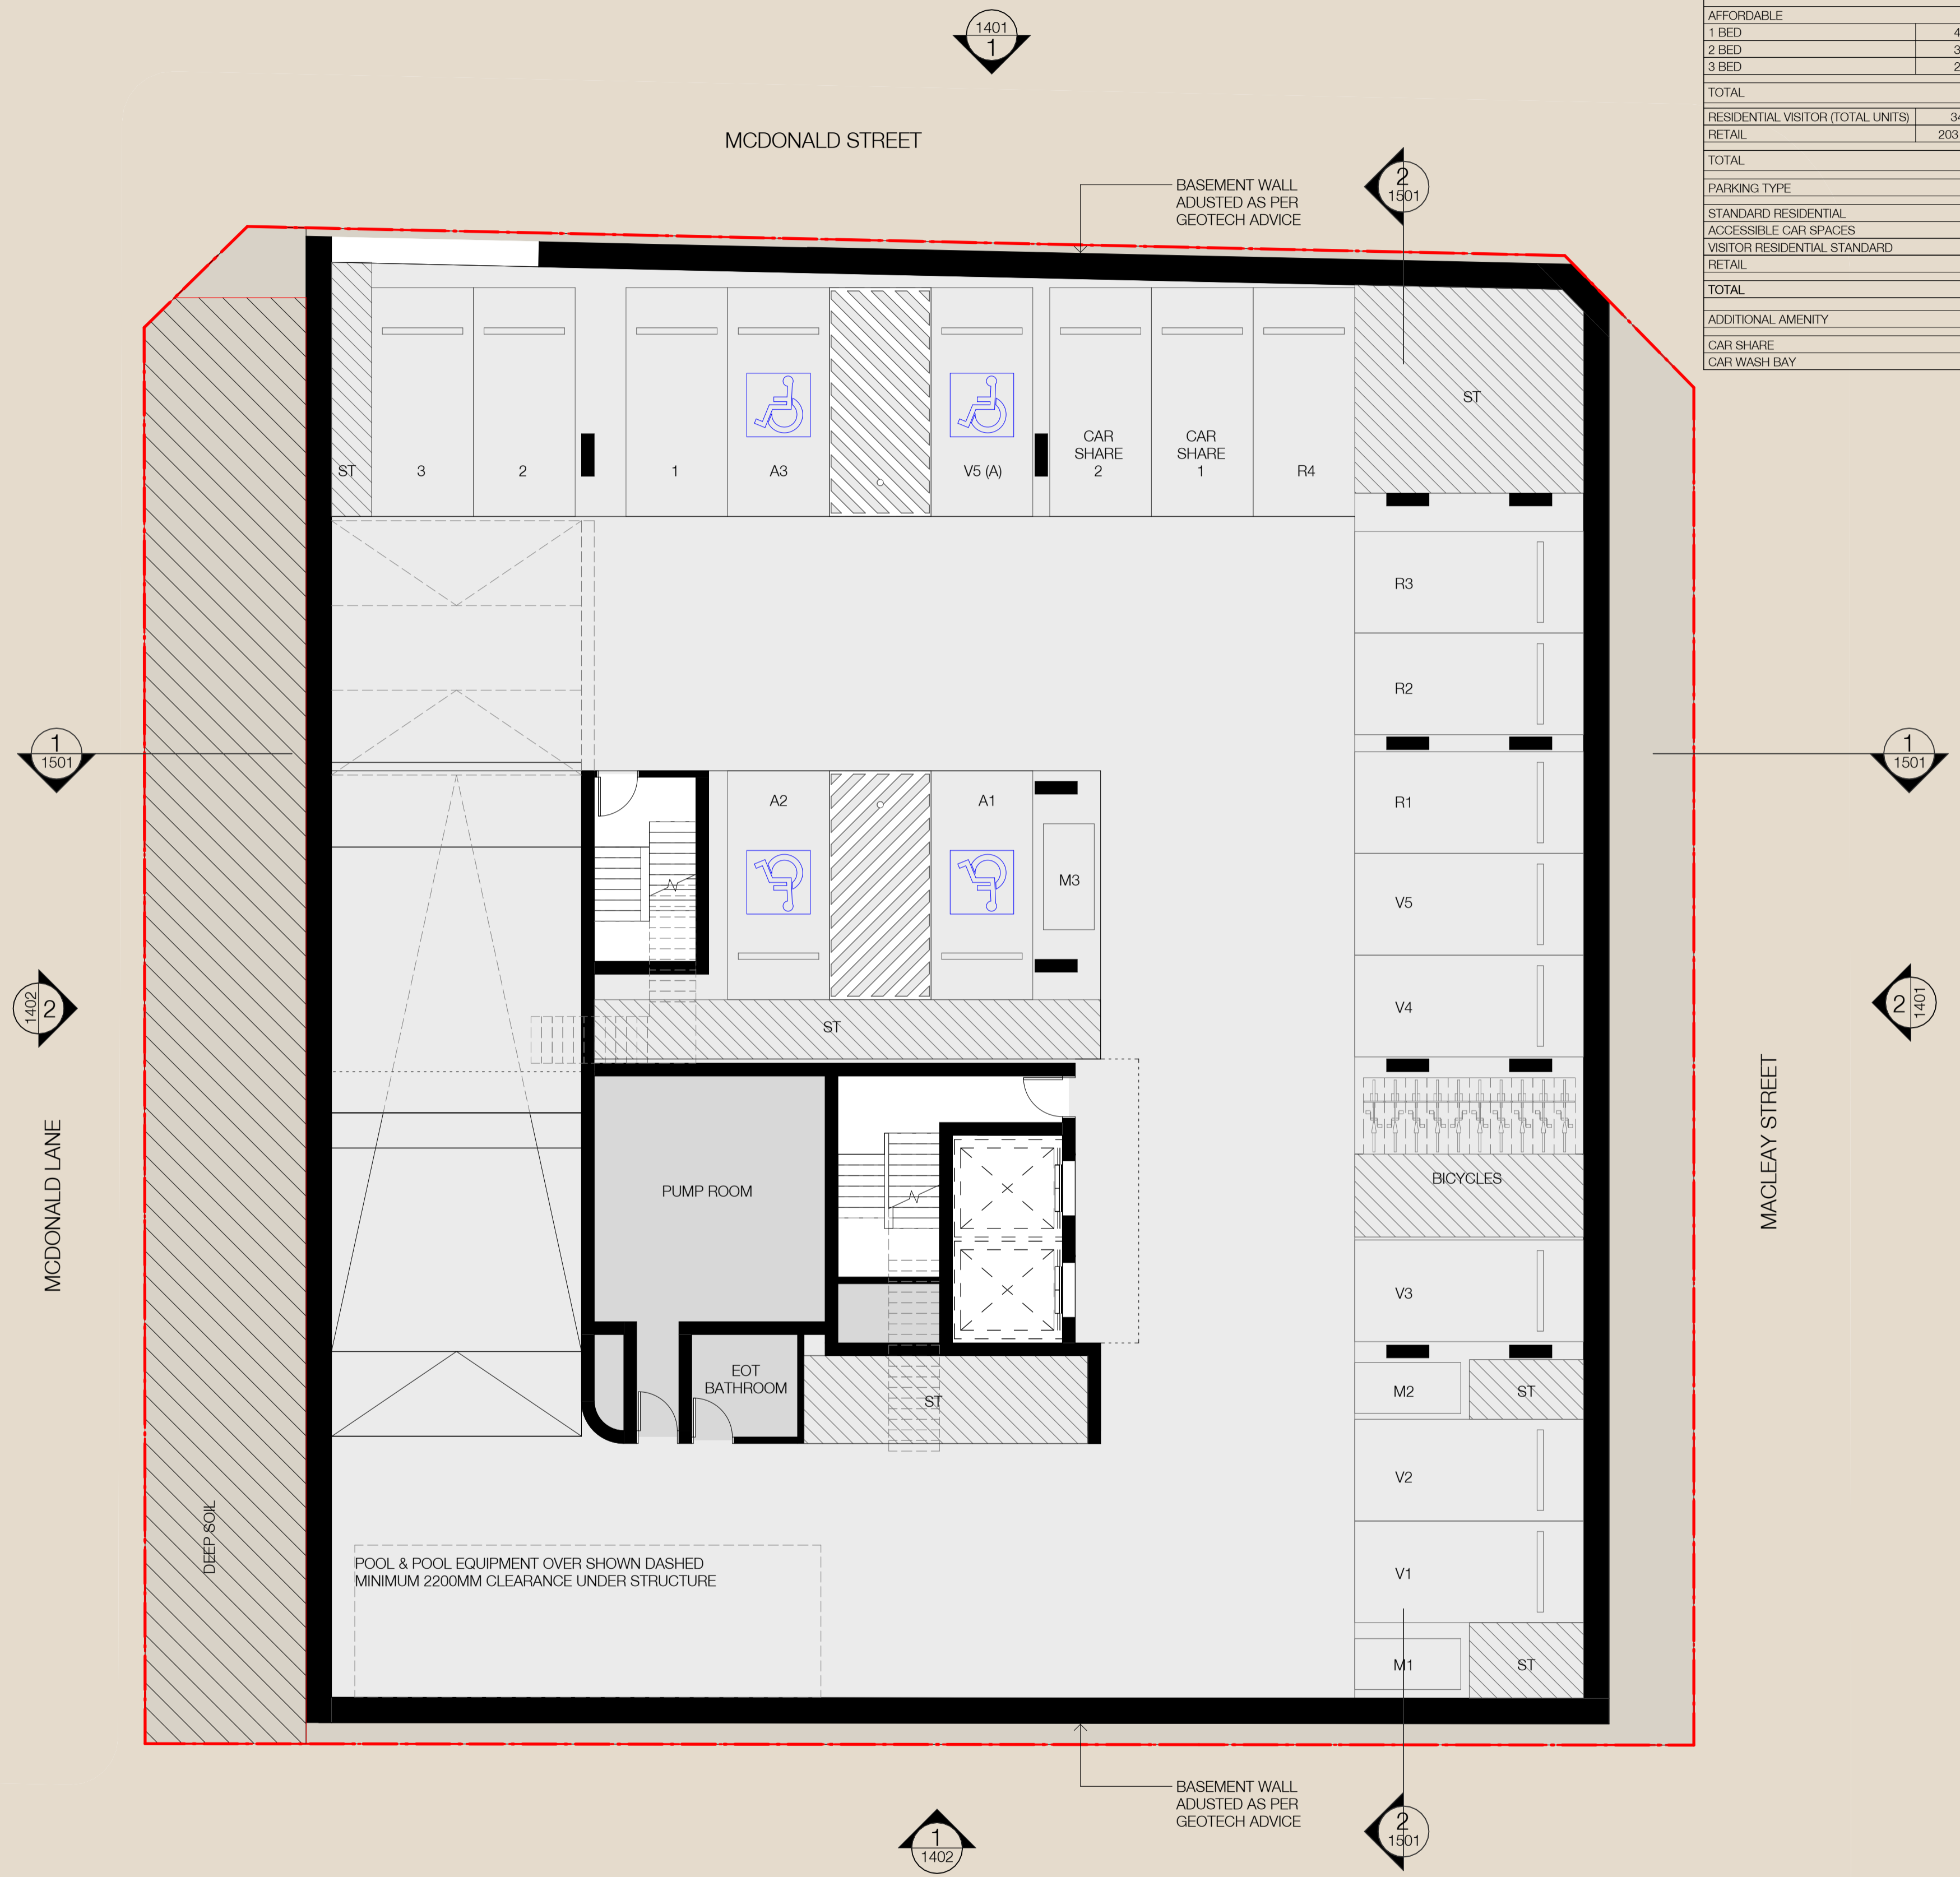 1401
1
AFFORDABLE
1 BED 4
2 BED 3
3 BED 2
TOTAL
RESIDENTIAL VISITOR (TOTAL UNITS) 34
RETAIL 203
TOTAL
PARKING TYPE
STANDARD RESIDENTIAL
ACCESSIBLE CAR SPACES
VISITOR RESIDENTIAL STANDARD
RETAIL
TOTAL
ADDITIONAL AMENITY
CAR SHARE
CAR WASH BAY
MCDONALD STREET
BASEMENT WALL
ADUSTED AS PER
GEOTECH ADVICE
2
1501
ST
3
2
1
A3
V5 (A)
CAR
SHARE
2
CAR
SHARE
1
R4
ST
R3
R2
1
1501
1
1501
R1
A2
A1
M3
V5
V4
1402
2
2
1401
ST
MCDONALD LANE
MACLEAY STREET
PUMP ROOM
BICYCLES
V3
EOT
BATHROOM
ST
M2
ST
V2
DEEP SOIL
POOL & POOL EQUIPMENT OVER SHOWN DASHED
MINIMUM 2200MM CLEARANCE UNDER STRUCTURE
V1
M1
ST
BASEMENT WALL
ADUSTED AS PER
GEOTECH ADVICE
1
1402
2
1501